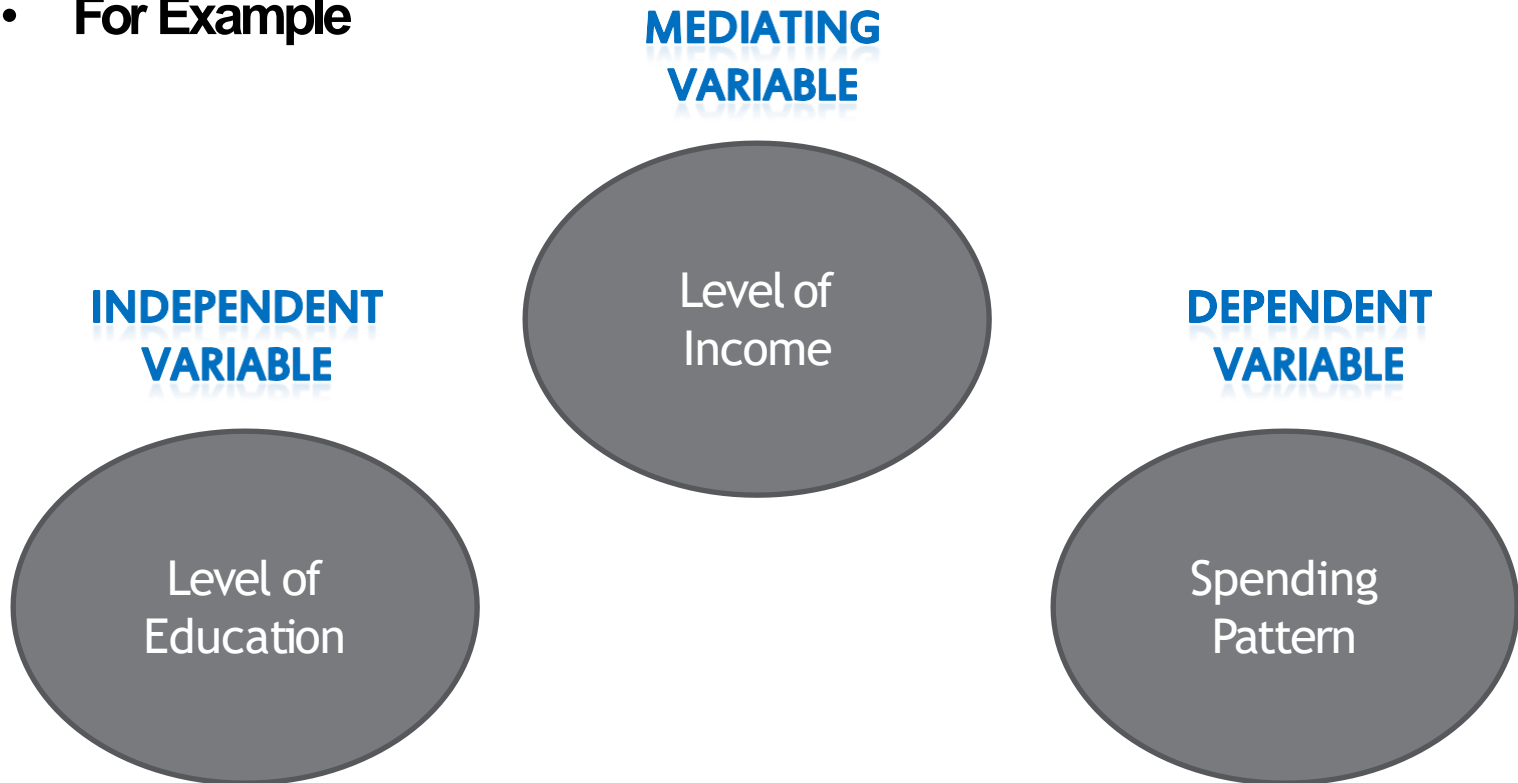 • For Example
MEDIATING
VARIABLE
Level of
Income
INDEPENDENT
VARIABLE
Level of
Education
DEPENDENT
VARIABLE
Spending
Pattern